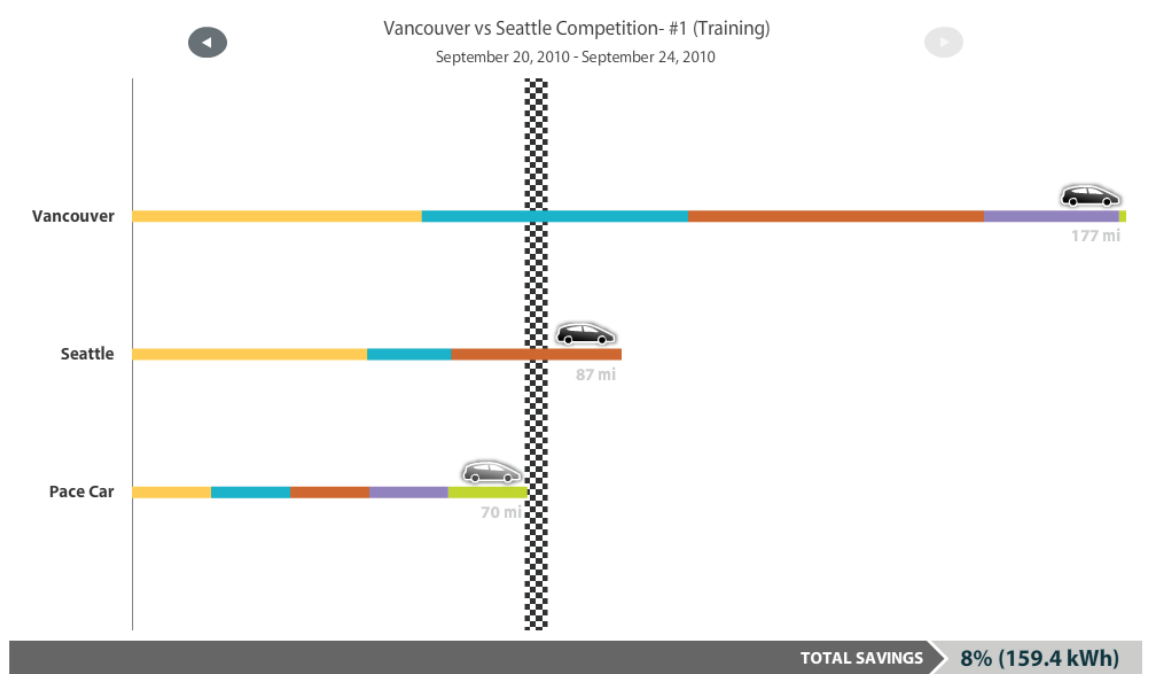 Vancouver vs Seattle Competition- #1 (Training)
September 20, 2010 - September 24, 2010
Vancouver
177 mi
Seattle
87 mi
Pace Car
70 mi
TOTAL SAVINGS 8% (159.4 kWh)